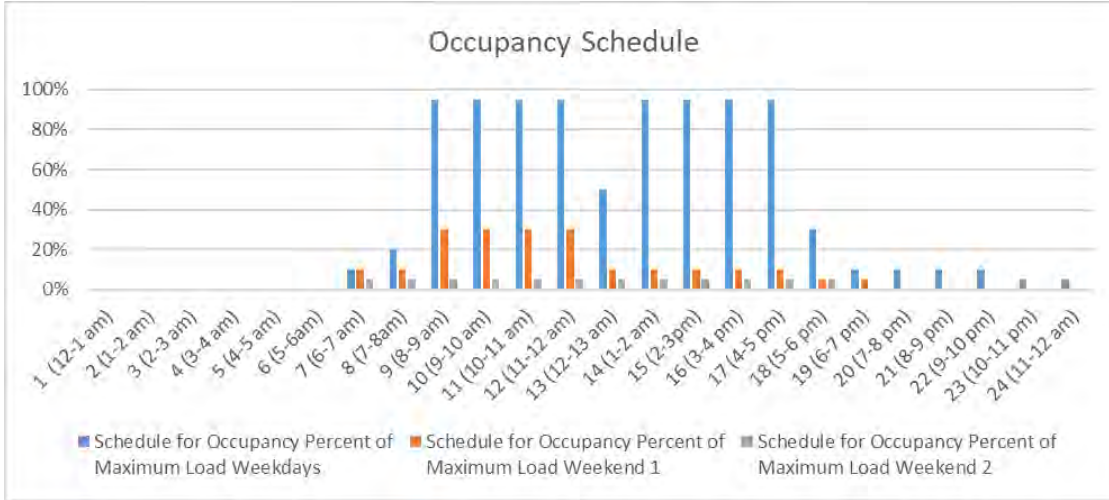 Occupancy Schedule
100%
80%
60%
40%
20%
0%
1 (12-1 am)
2 (1-2 am)
3 (2-3 am)
4 (3-4 am)
5 (4-5 am)
6 (5-6am)
7 (6-7 am)
8 (7-8am)
9 (8-9 am)
10 (9-10 am)
11 (10-11 am)
12 (11-12 am)
13 (12-13 am)
14 (1-2 am)
15 (2-3pm)
16 (3-4 pm)
17 (4-5 pm)
18 (5-6 pm)
19 (6-7 pm)
20 (7-8 pm)
21 (8-9 pm)
22 (9-10 pm)
23 (10-11 pm)
24 (11-12 am)
Schedule for Occupancy Percent of
Maximum Load Weekdays
Schedule for Occupancy Percent of
Maximum Load Weekend 1
Schedule for Occupancy Percent of
Maximum Load Weekend 2